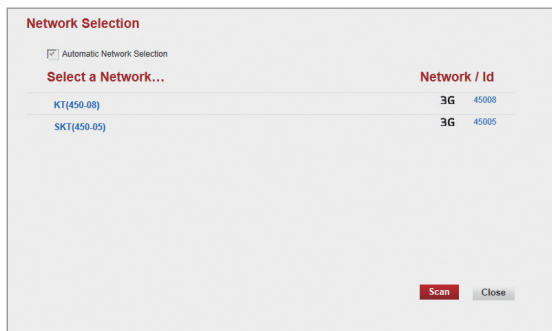 Network Selection
Automatic Network Selection
Select a Network... Network / Id
KT(450-08) 3G 45008
SKT(450-05) 3G 45005
Scan Close